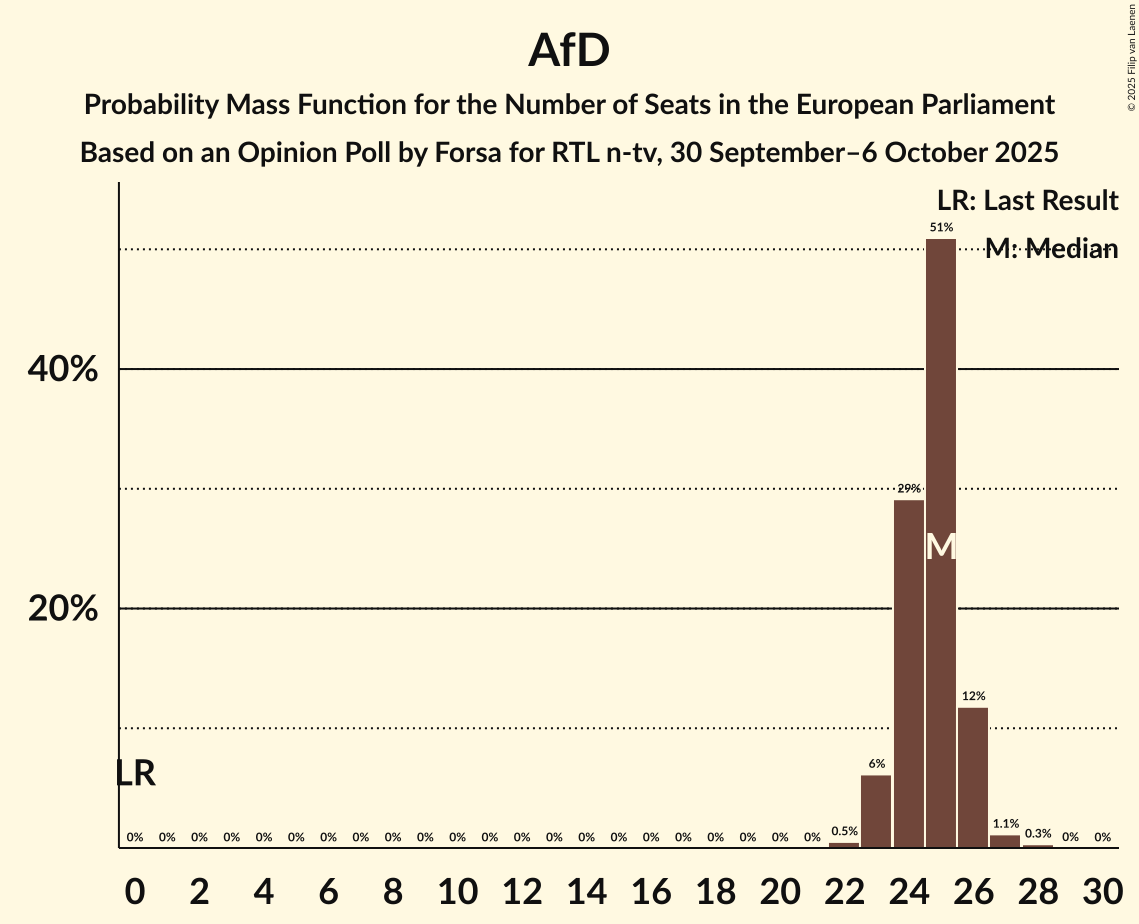 AfD
Probability Mass Function for the Number of Seats in the European Parliament
Based on an Opinion Poll by Forsa for RTL n-tv, 30 September–6 October 2025
© 2025 Filip van Laenen
LR: Last Result
M: Median
51%
40%
29%
M
20%
12%
6%
LR
0% 0% 0% 0% 0% 0% 0% 0% 0% 0% 0% 0% 0% 0% 0% 0% 0% 0% 0% 0% 0% 0% 0.5% 1.1% 0.3% 0% 0%
0 2 4 6 8 10 12 14 16 18 20 22 24 26 28 30